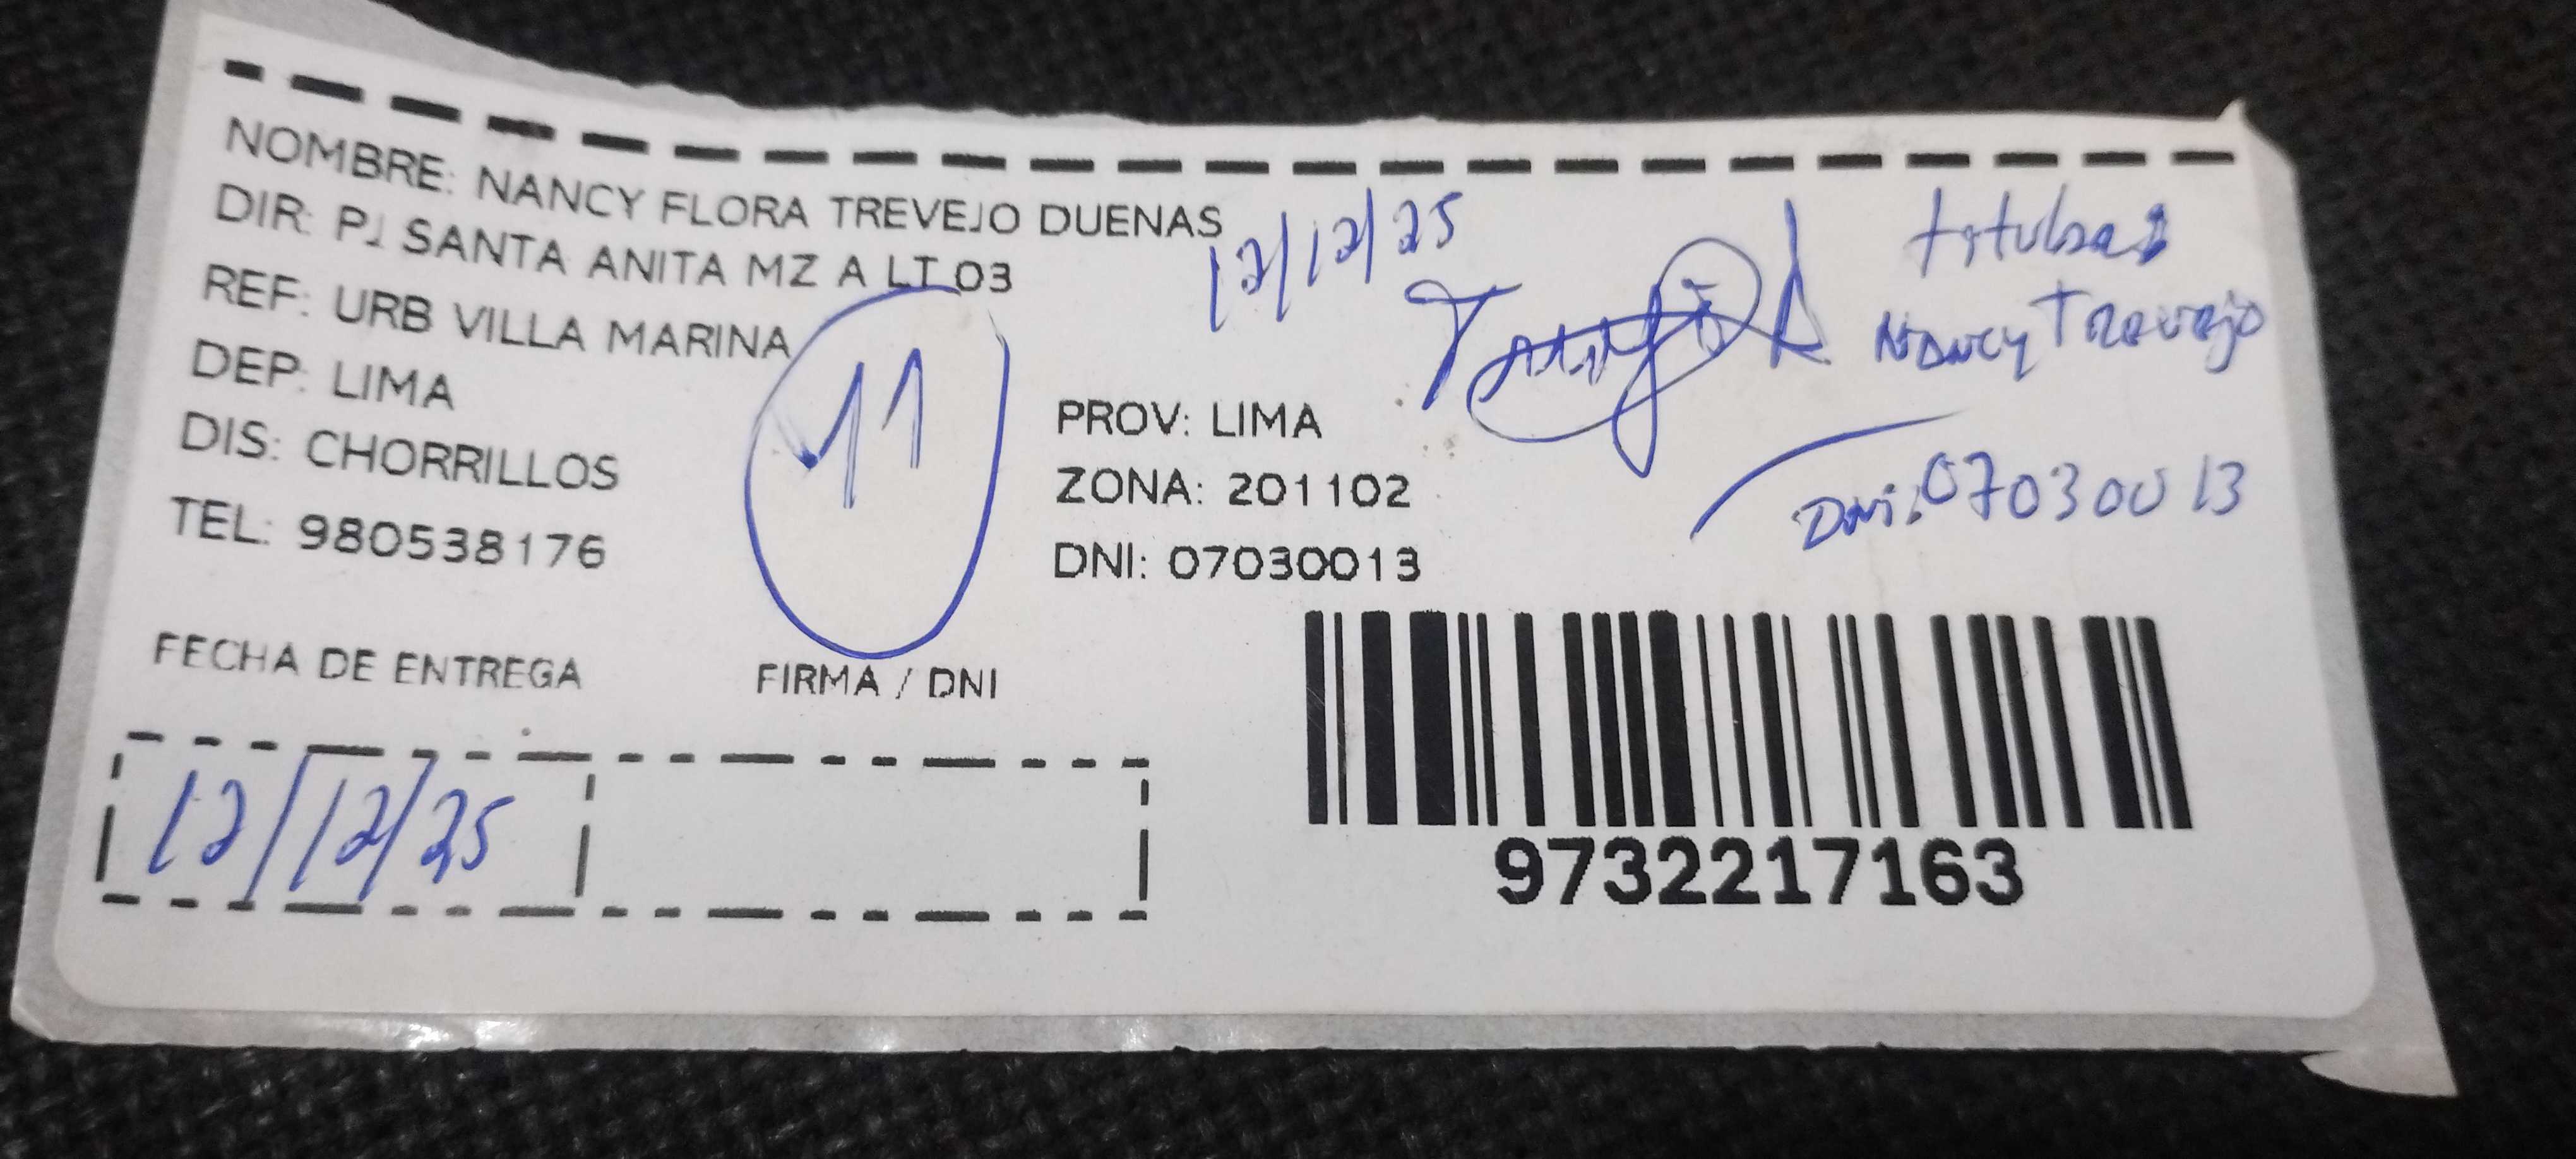 NOMBRE: NANCY FLORA TREVEJO DUENAS
DIR: PJ SANTA ANITA MZ A LT 03
REF: URB VILLA MARINA
DEP: LIMA
DIS: CHORRILLOS
TEL: 980538176
11
PROV: LIMA
ZONA: 201102
DNI: 07030013
12/12/25
Nancy Trevejo
DNi: 07030013
FECHA DE ENTREGA
FIRMA / DNI
12/12/25
9732217163